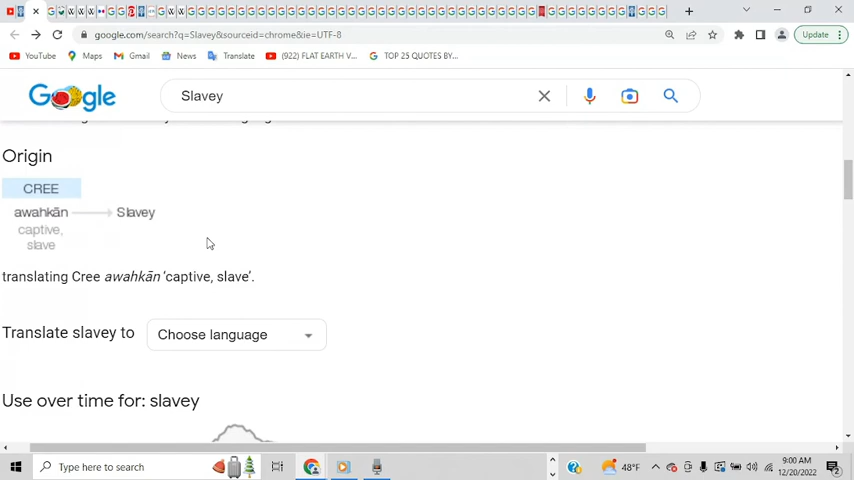 google.com/search?q=Slavey&sourceid=chrome&ie=UTF-8
Update
YouTube Maps Gmail News Translate (922) FLAT EARTH V... TOP 25 QUOTES BY...
Google
Slavey
Origin
CREE
awahkān Slavey
captive,
slave
translating Cree awahkān 'captive, slave'.
Translate slavey to Choose language
Use over time for: slavey
Type here to search
48°F
9:00 AM
12/20/2022
2